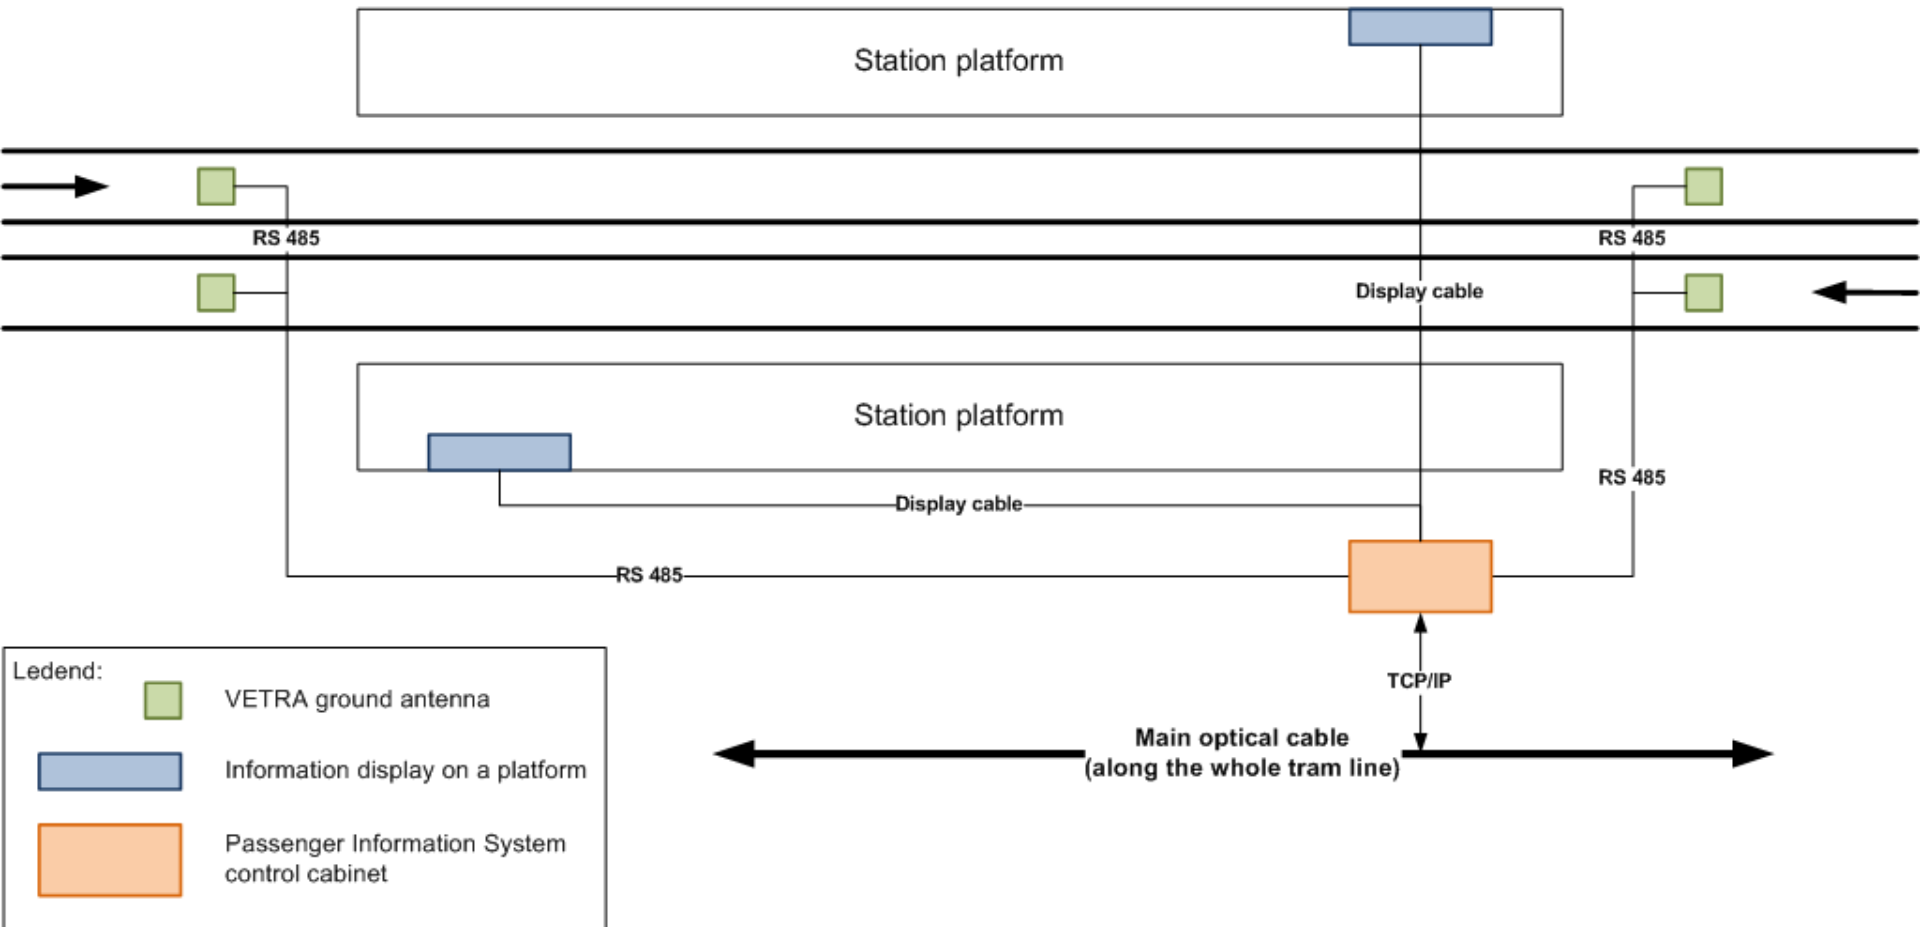 Station platform
RS 485
RS 485
Display cable
Station platform
RS 485
Display cable
RS 485
Ledend:
VETRA ground antenna
Information display on a platform
Passenger Information System
control cabinet
TCP/IP
Main optical cable
(along the whole tram line)